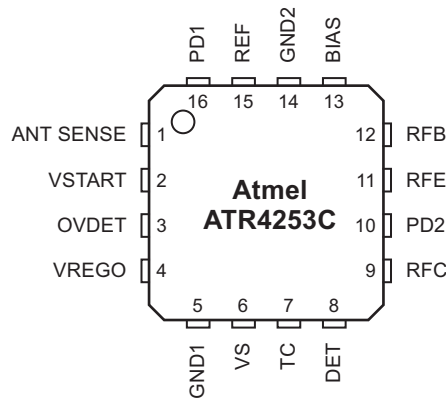 PD1
REF
GND2
BIAS
16
15
14
13
ANT SENSE
1
12
RFB
VSTART
2
Atmel
11
RFE
OVDET
3
ATR4253C
10
PD2
VREGO
4
9
RFC
5
6
7
8
GND1
VS
TC
DET